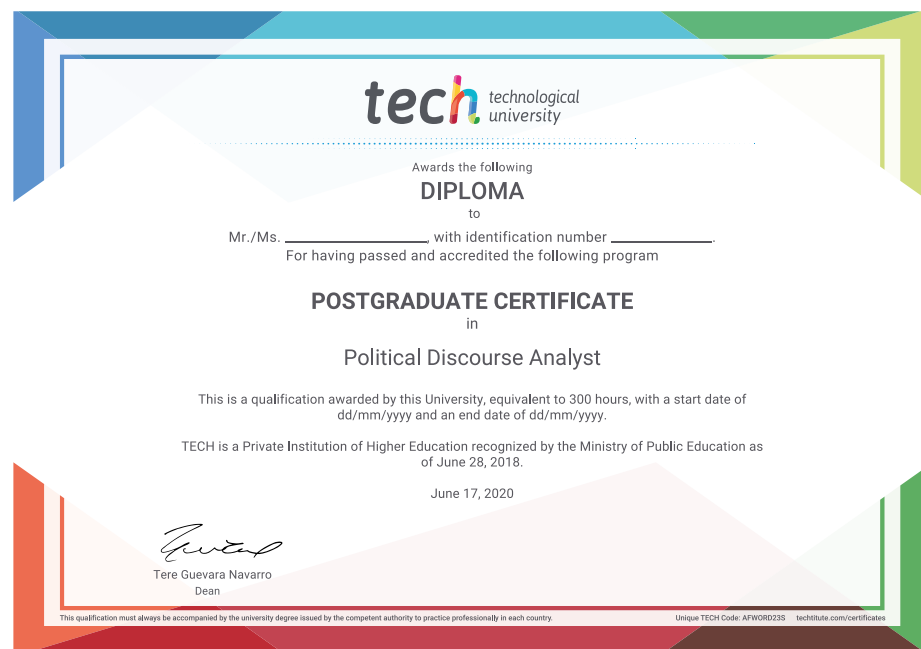 tech technological
university
Awards the following
DIPLOMA
to
Mr./Ms. ____________________, with identification number ______________.
For having passed and accredited the following program
POSTGRADUATE CERTIFICATE
in
Political Discourse Analyst
This is a qualification awarded by this University, equivalent to 300 hours, with a start date of
dd/mm/yyyy and an end date of dd/mm/yyyy.
TECH is a Private Institution of Higher Education recognized by the Ministry of Public Education as
of June 28, 2018.
June 17, 2020
Tere Guevara Navarro
Dean
This qualification must always be accompanied by the university degree issued by the competent authority to practice professionally in each country. Unique TECH Code: AFWORD23S techtitute.com/certificates